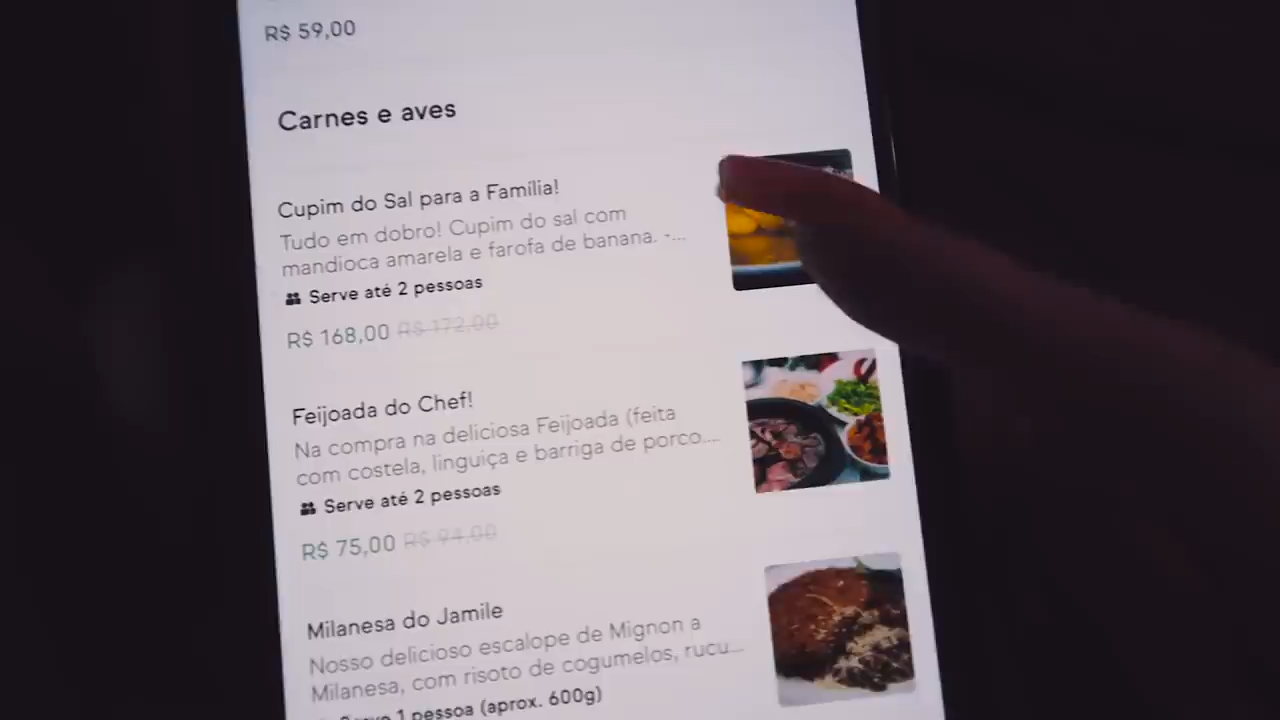 R$ 59,00
Carnes e aves
Cupim do Sal para a Família!
Tudo em dobro! Cupim do sal com
mandioca amarela e farofa de banana. -...
Serve até 2 pessoas
R$ 168,00 R$ 172,00
Feijoada do Chef!
Na compra na deliciosa Feijoada (feita
com costela, linguiça e barriga de porco....
Serve até 2 pessoas
R$ 75,00 R$ 94,00
Milanesa do Jamile
Nosso delicioso escalope de Mignon a
Milanesa, com risoto de cogumelos, rucu...
Serve 1 pessoa (aprox. 600g)